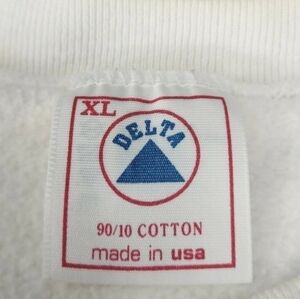 XL
DELTA
90/10 COTTON
made in usa